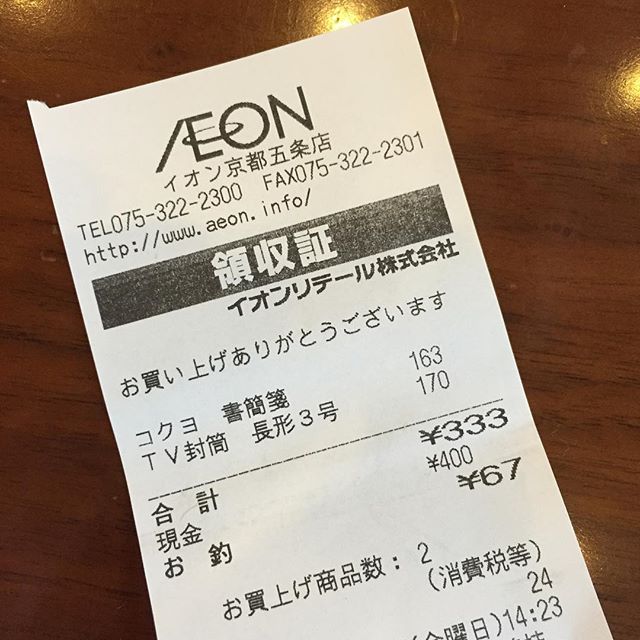 ÆON
イオン京都五条店
TEL075-322-2300 FAX075-322-2301
http://www.aeon.info/
領収証
イオンリテール株式会社
お買い上げありがとうございます
コクヨ 書簡箋 163
TV封筒 長形3号 170
合 計 ¥333
現金 ¥400
お 釣 ¥67
お買上げ商品数: 2
(消費税等)
24
(金曜日)14:23